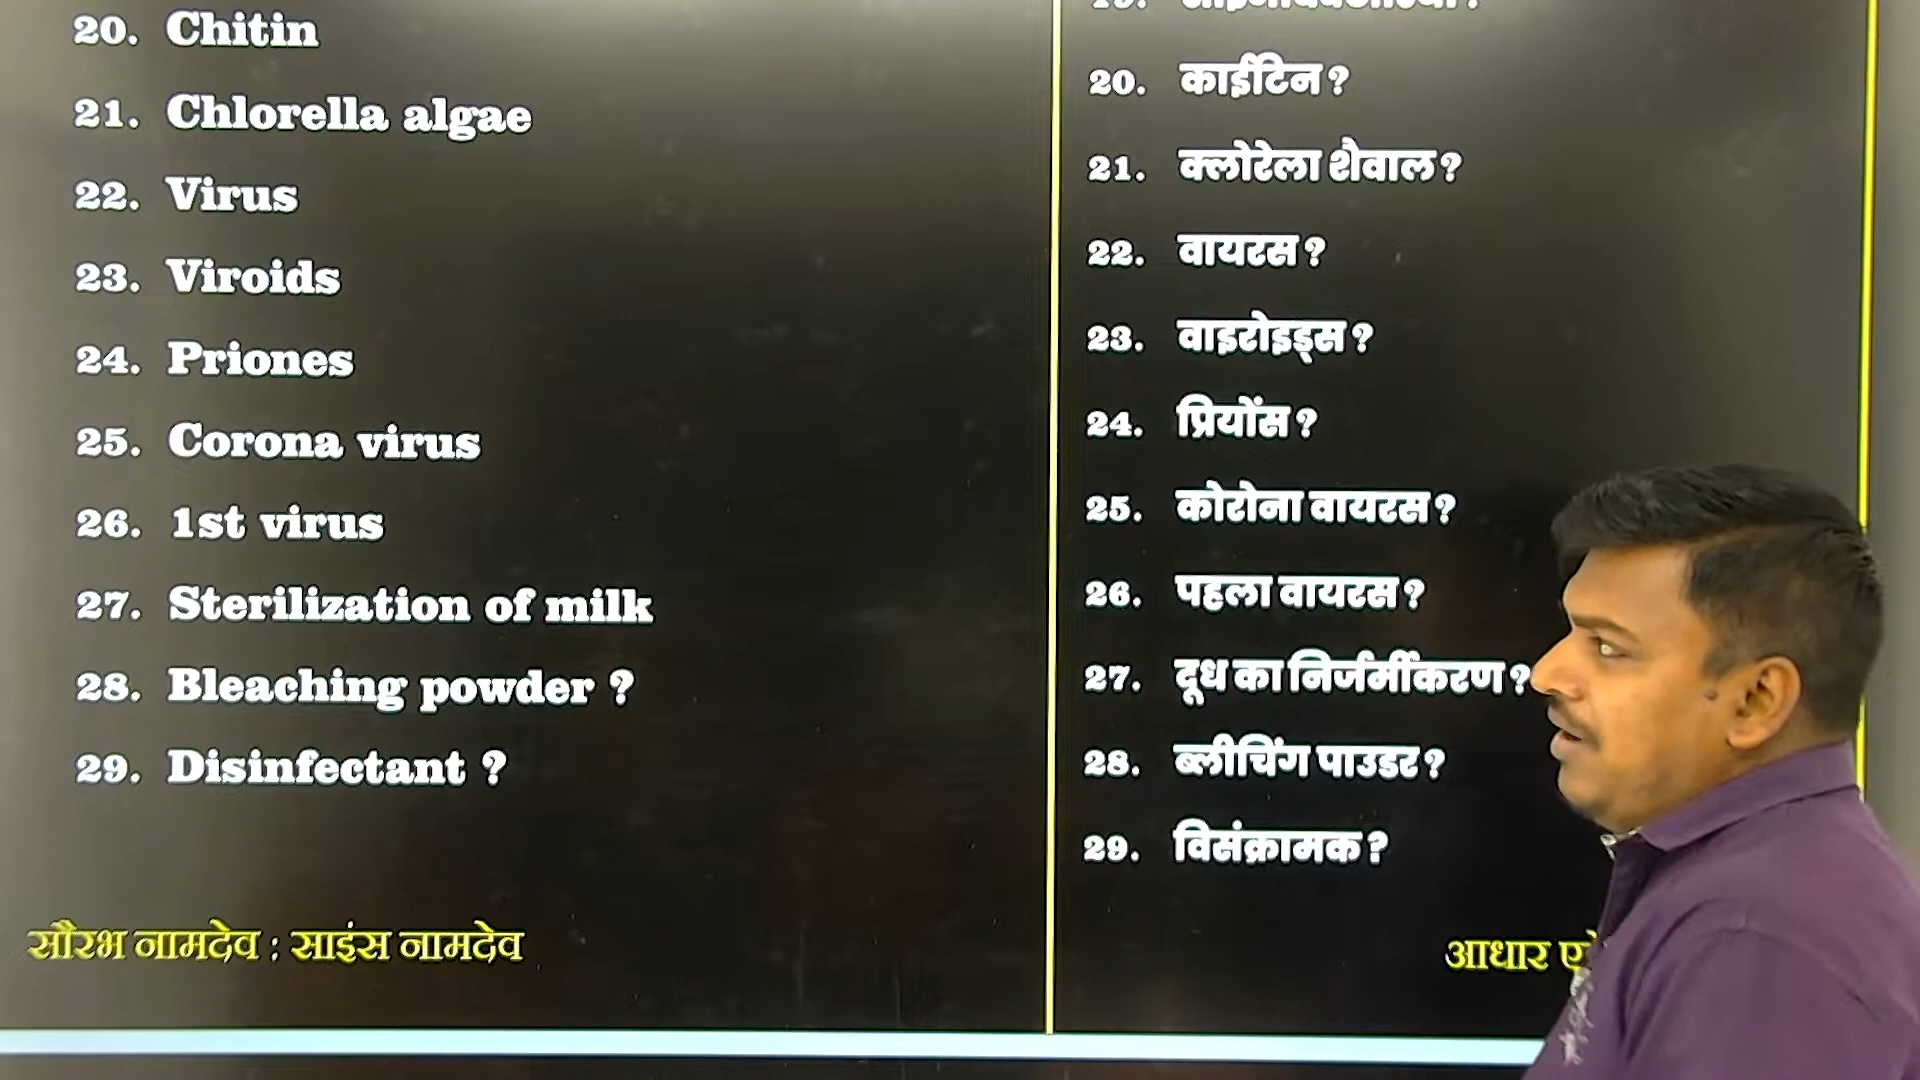 20. Chitin
21. Chlorella algae
22. Virus
23. Viroids
24. Priones
25. Corona virus
26. 1st virus
27. Sterilization of milk
28. Bleaching powder ?
29. Disinfectant ?
सौरभ नामदेव : साइंस नामदेव
19.
20. काईटिन ?
21. क्लोरेला शैवाल ?
22. वायरस ?
23. वाइरोइड्स ?
24. प्रियोंस ?
25. कोरोना वायरस ?
26. पहला वायरस ?
27. दूध का निर्जर्मीकरण ?
28. ब्लीचिंग पाउडर ?
29. विसंक्रामक ?
आधार